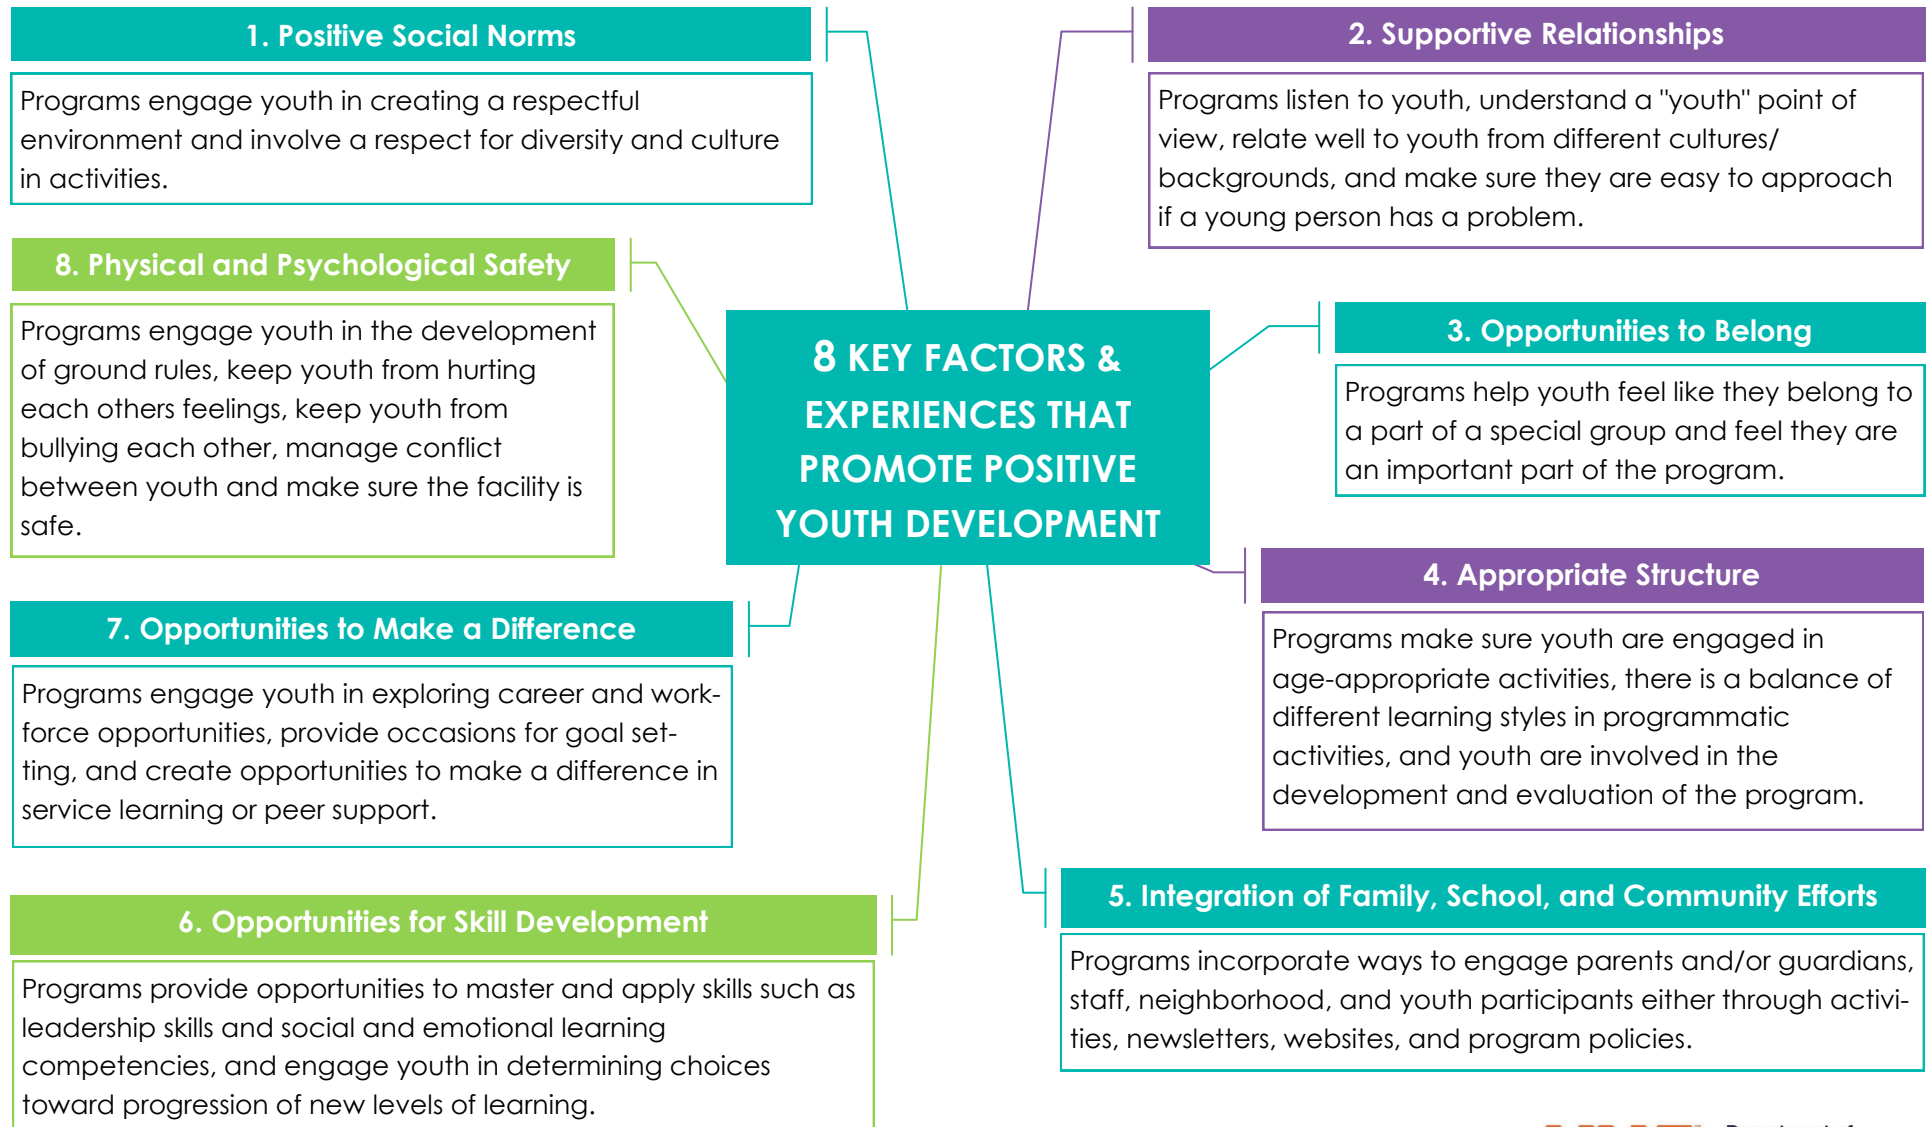 1. Positive Social Norms
Programs engage youth in creating a respectful
environment and involve a respect for diversity and culture
in activities.
2. Supportive Relationships
Programs listen to youth, understand a "youth" point of
view, relate well to youth from different cultures/
backgrounds, and make sure they are easy to approach
if a young person has a problem.
8. Physical and Psychological Safety
Programs engage youth in the development
of ground rules, keep youth from hurting
each others feelings, keep youth from
bullying each other, manage conflict
between youth and make sure the facility is
safe.
8 KEY FACTORS &
EXPERIENCES THAT
PROMOTE POSITIVE
YOUTH DEVELOPMENT
3. Opportunities to Belong
Programs help youth feel like they belong to
a part of a special group and feel they are
an important part of the program.
4. Appropriate Structure
Programs make sure youth are engaged in
age-appropriate activities, there is a balance of
different learning styles in programmatic
activities, and youth are involved in the
development and evaluation of the program.
7. Opportunities to Make a Difference
Programs engage youth in exploring career and work-
force opportunities, provide occasions for goal set-
ting, and create opportunities to make a difference in
service learning or peer support.
5. Integration of Family, School, and Community Efforts
Programs incorporate ways to engage parents and/or guardians,
staff, neighborhood, and youth participants either through activi-
ties, newsletters, websites, and program policies.
6. Opportunities for Skill Development
Programs provide opportunities to master and apply skills such as
leadership skills and social and emotional learning
competencies, and engage youth in determining choices
toward progression of new levels of learning.